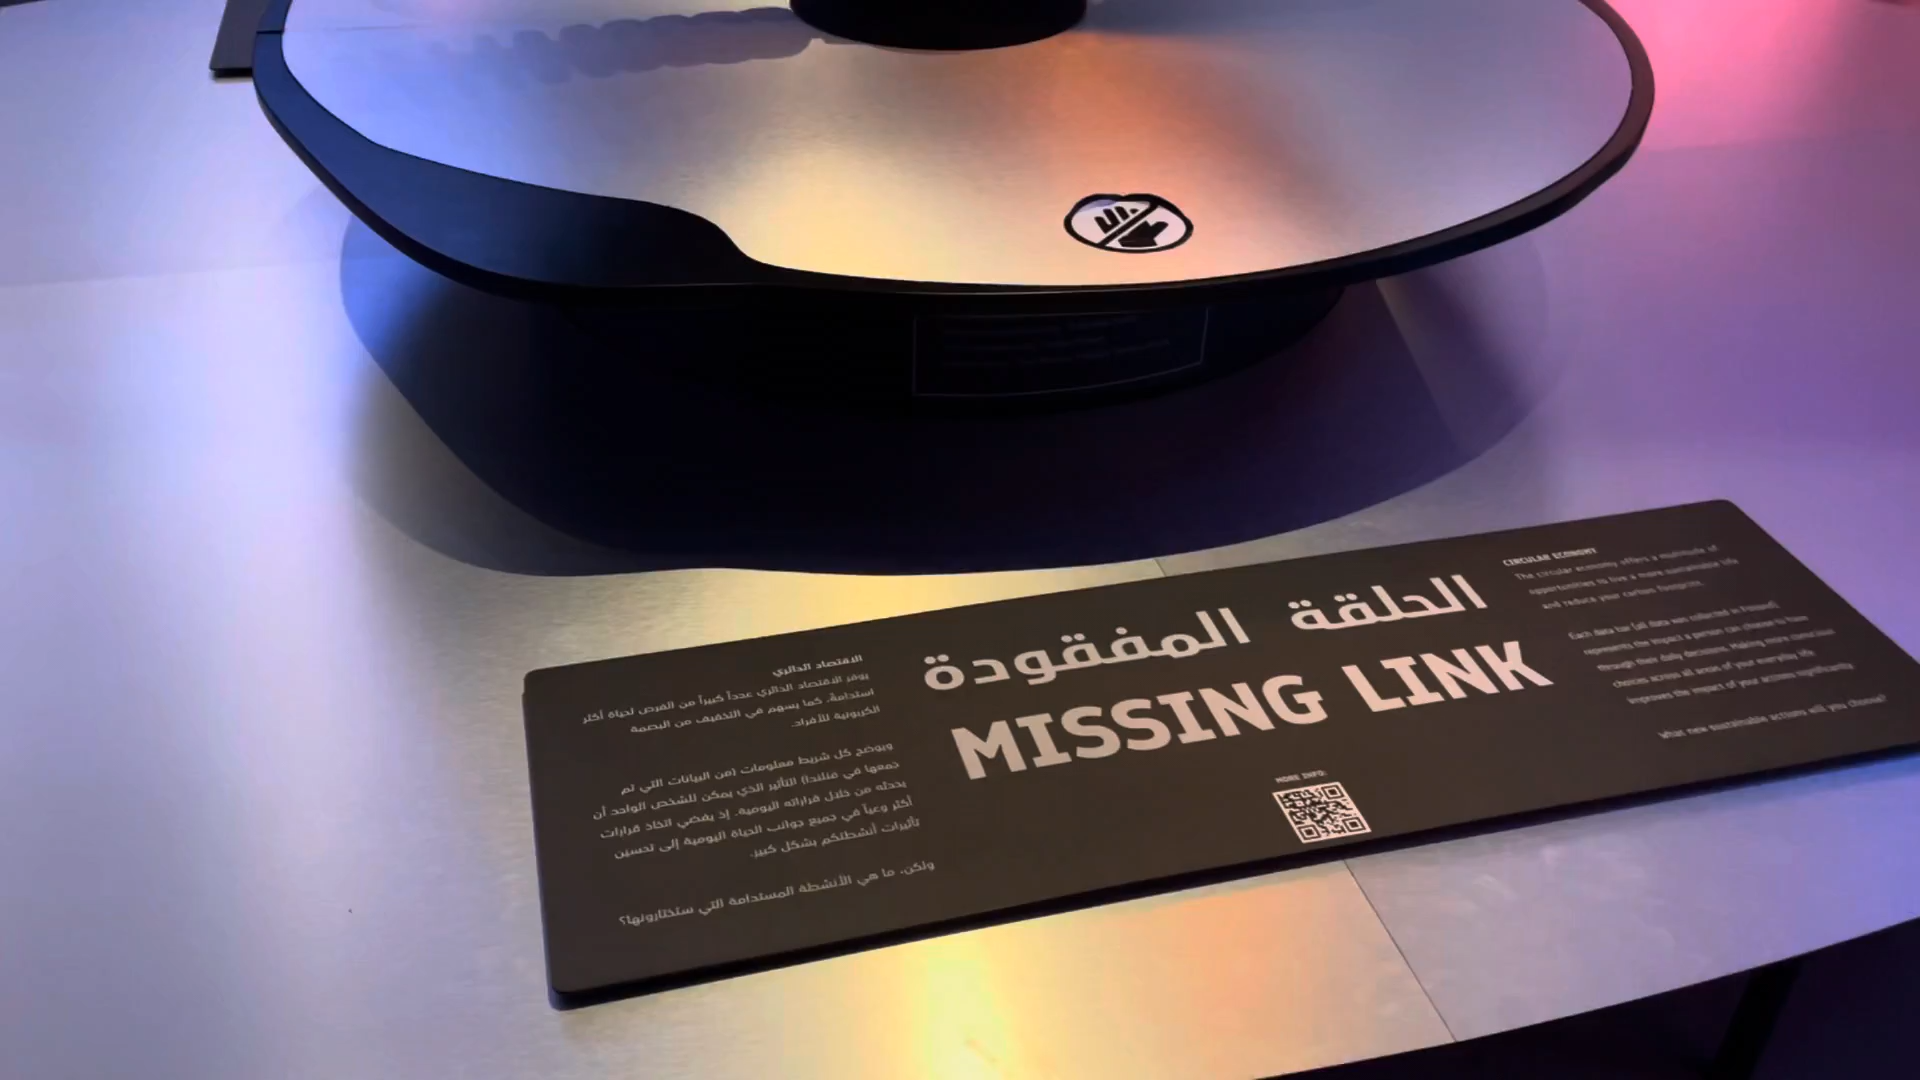 الحلقة المفقودة
MISSING LINK
MORE INFO:
الاقتصاد الدائري
يوفر الاقتصاد الدائري عدداً كبيراً من الفرص لحياة أكثر
استدامةً، كما يسهم في التخفيف من البصمة
الكربونية للأفراد.
ويوضح كل شريط معلومات (من البيانات التي تم
جمعها في فنلندا) التأثير الذي يمكن للشخص الواحد أن
يحدثه من خلال قراراته اليومية. إذ يفضي اتخاذ قرارات
أكثر وعياً في جميع جوانب الحياة اليومية إلى تحسين
تأثيرات أنشطتكم بشكل كبير.
ولكن، ما هي الأنشطة المستدامة التي ستختارونها؟
CIRCULAR ECONOMY
The circular economy offers a multitude of
opportunities to live a more sustainable life
and reduce your carbon footprint.
Each data bar (all data was collected in Finland)
represents the impact a person can choose to have
through their daily decisions. Making more conscious
choices across all areas of your everyday life
improves the impact of your actions significantly.
What new sustainable actions will you choose?